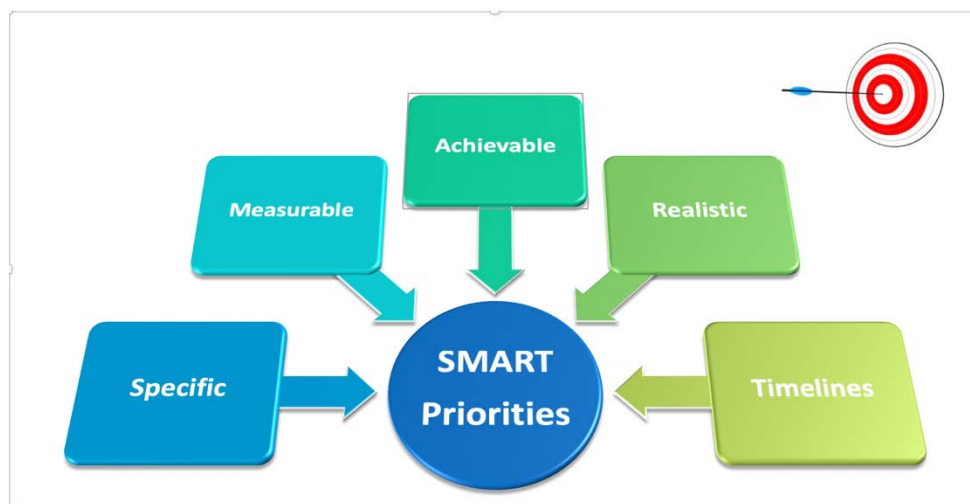 Specific
Measurable
Achievable
Realistic
Timelines
SMART
Priorities